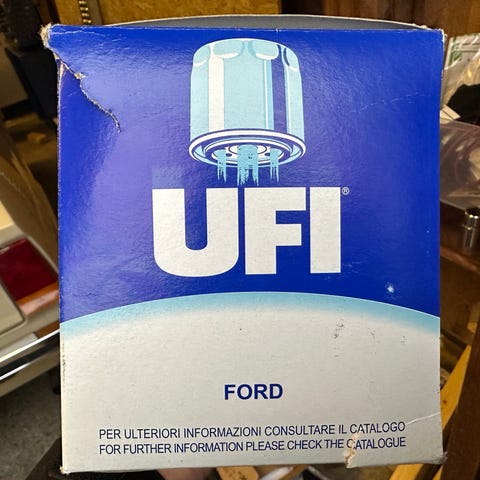 UFI®
FORD
PER ULTERIORI INFORMAZIONI CONSULTARE IL CATALOGO
FOR FURTHER INFORMATION PLEASE CHECK THE CATALOGUE